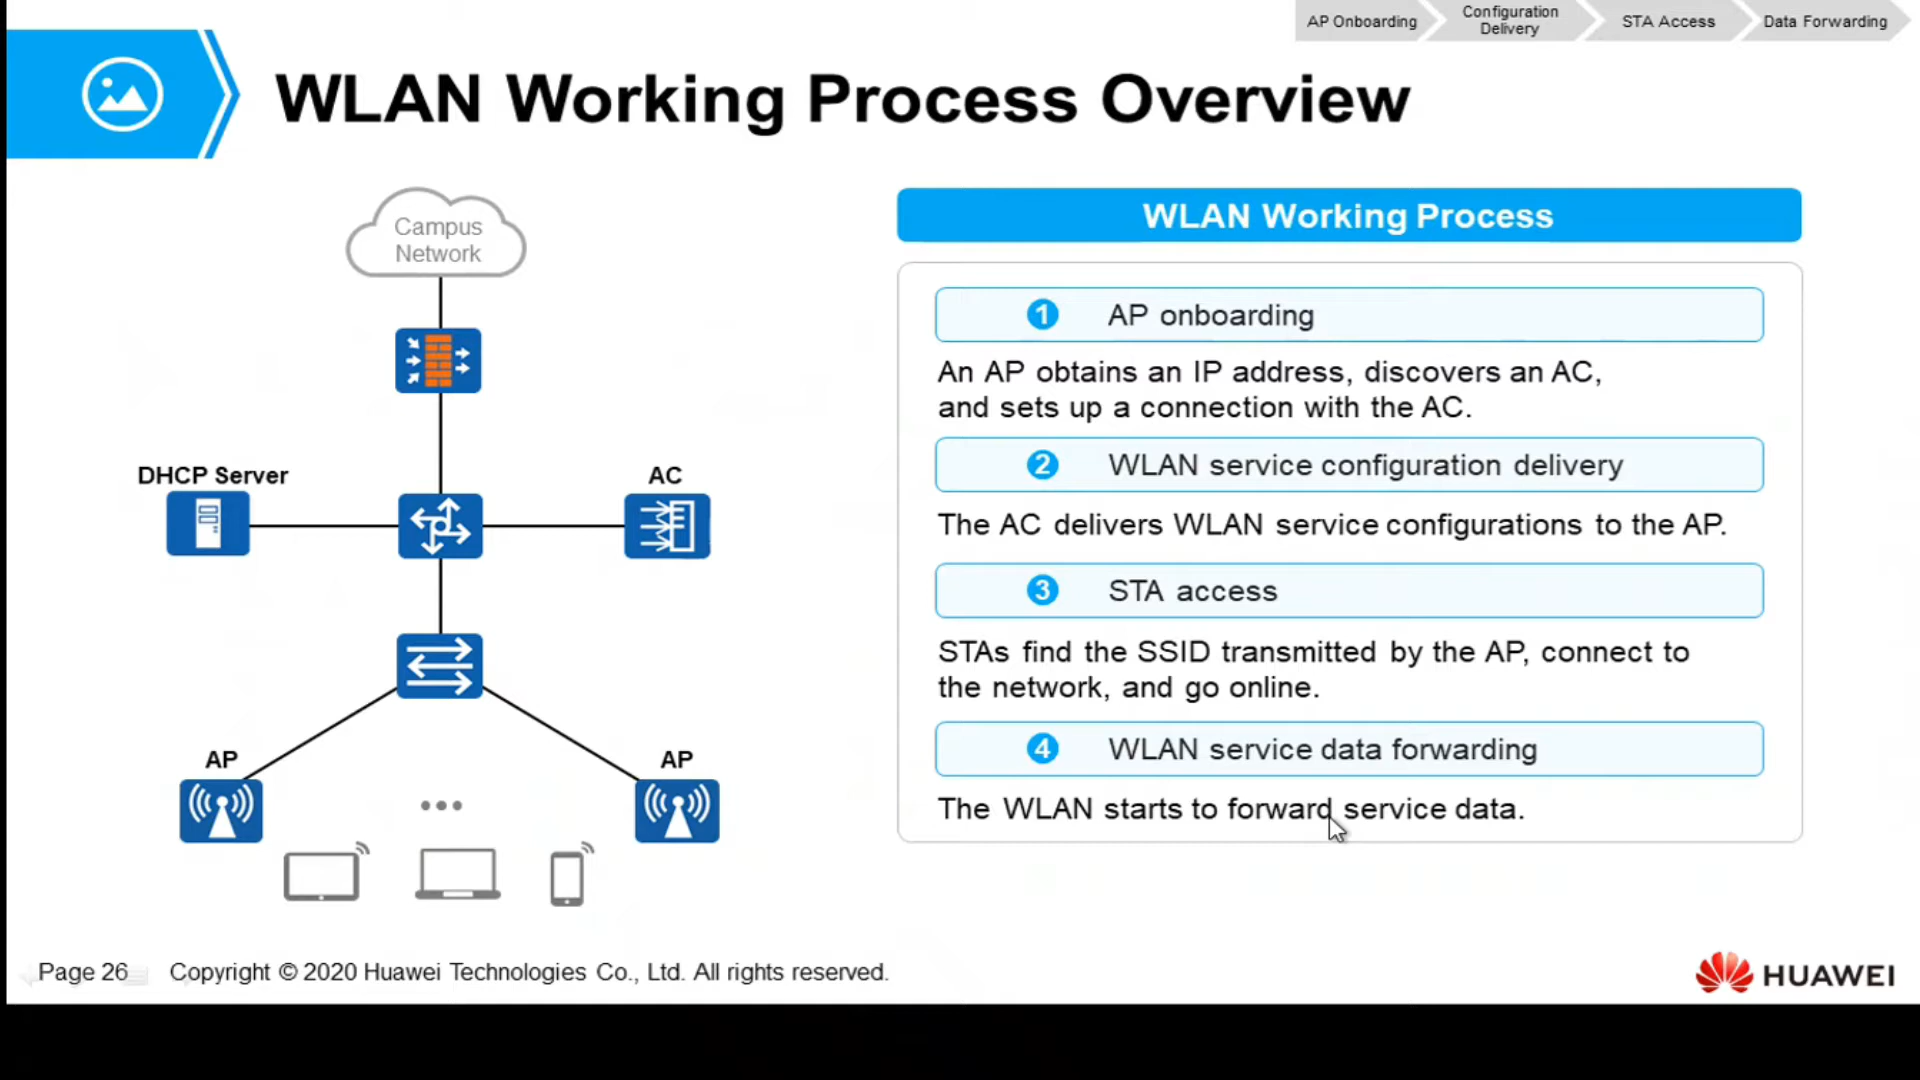 AP Onboarding
Configuration
Delivery
STA Access
Data Forwarding
WLAN Working Process Overview
Campus
Network
DHCP Server
AC
AP
AP
WLAN Working Process
1 AP onboarding
An AP obtains an IP address, discovers an AC,
and sets up a connection with the AC.
2 WLAN service configuration delivery
The AC delivers WLAN service configurations to the AP.
3 STA access
STAs find the SSID transmitted by the AP, connect to
the network, and go online.
4 WLAN service data forwarding
The WLAN starts to forward service data.
Page 26 Copyright © 2020 Huawei Technologies Co., Ltd. All rights reserved.
HUAWEI